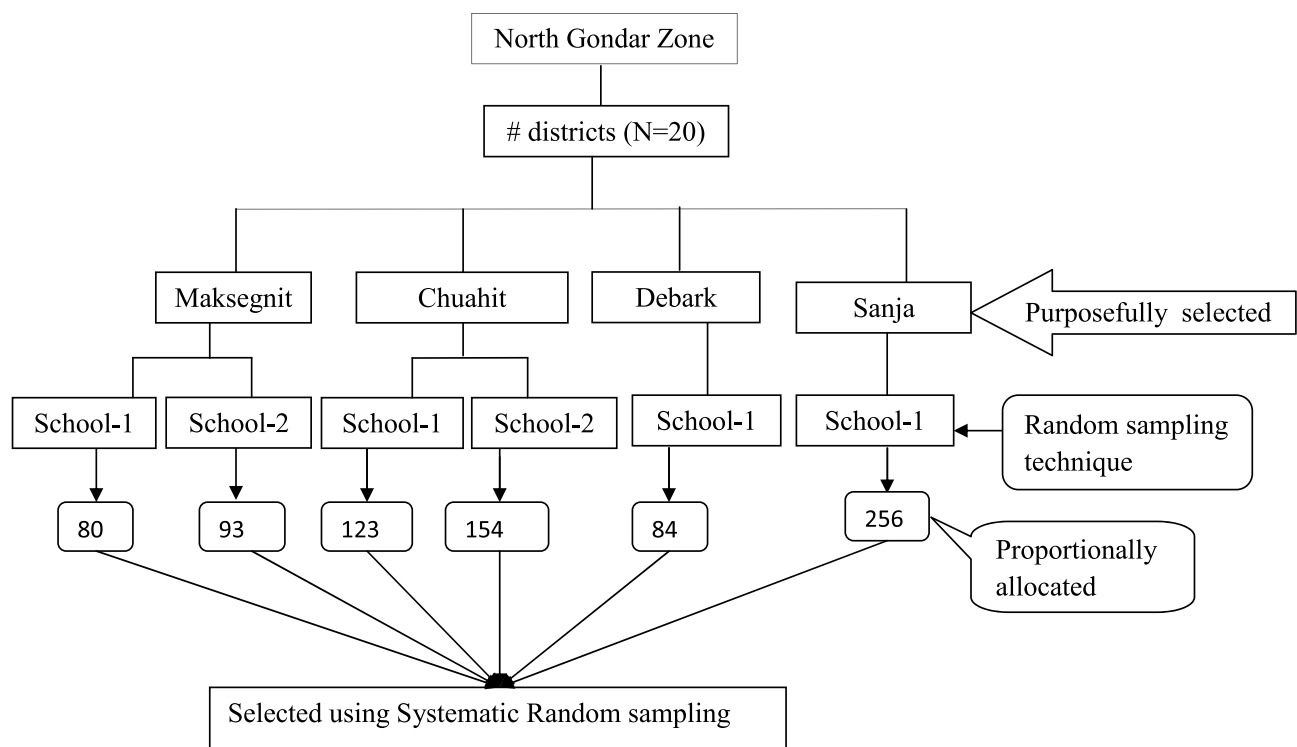 North Gondar Zone
# districts (N=20)
Maksegnit
Chuahit
Debark
Sanja
Purposefully selected
School-1
School-2
School-1
School-2
School-1
School-1
Random sampling
technique
80
93
123
154
84
256
Proportionally
allocated
Selected using Systematic Random sampling